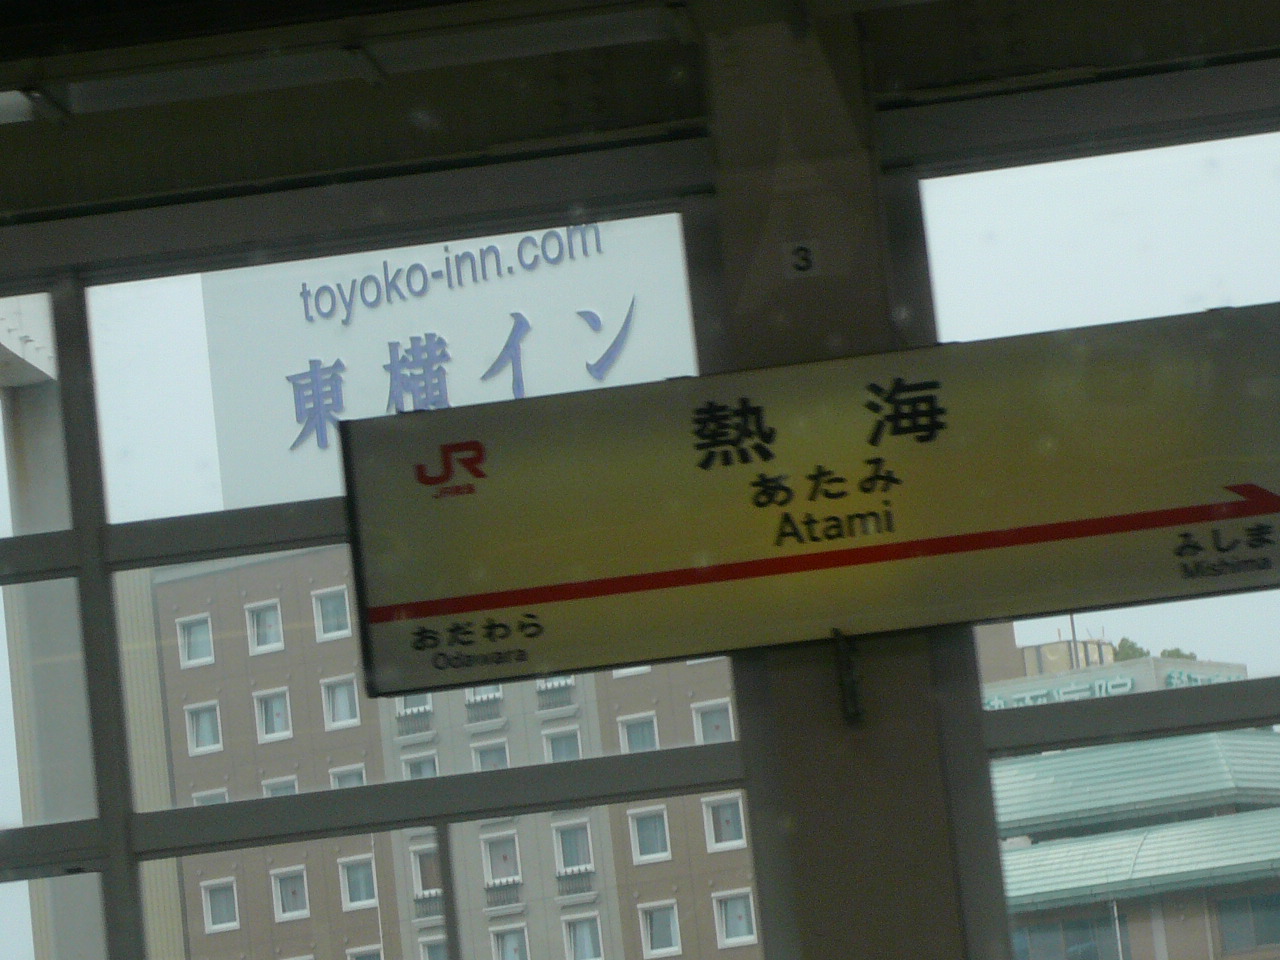 toyoko-inn.com
東横イン
3
JR
熱海
あたみ
Atami
みしま
Mishima
おだわら
Odawara